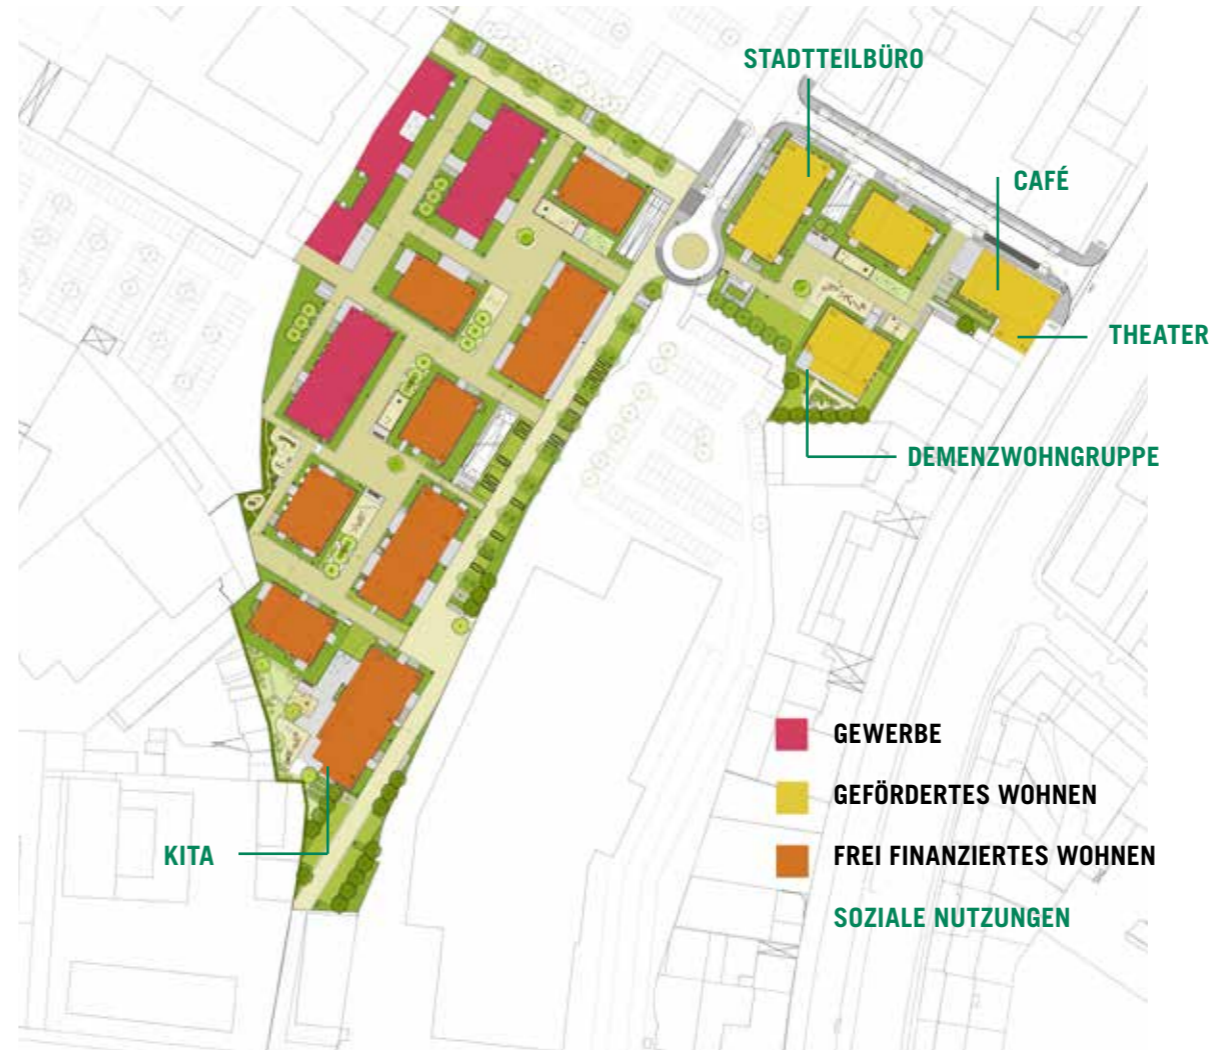 STADTTEILBÜRO
CAFÉ
THEATER
DEMENZWOHNGRUPPE
KITA
GEWERBE
GEFÖRDERTES WOHNEN
FREI FINANZIERTES WOHNEN
SOZIALE NUTZUNGEN